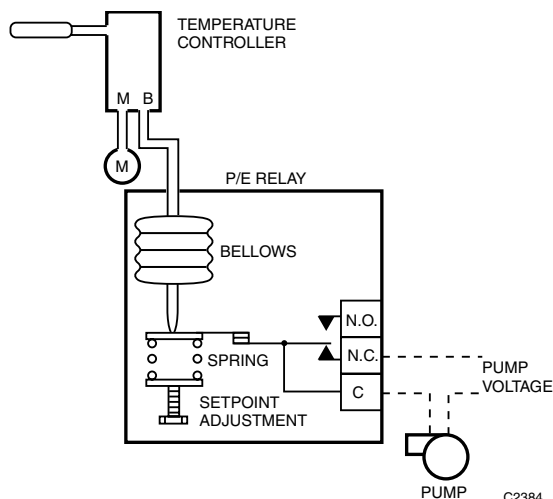 TEMPERATURE
CONTROLLER
M B
M
P/E RELAY
BELLOWS
N.O.
SPRING
N.C.
PUMP
VOLTAGE
C
SETPOINT
ADJUSTMENT
PUMP
C2384